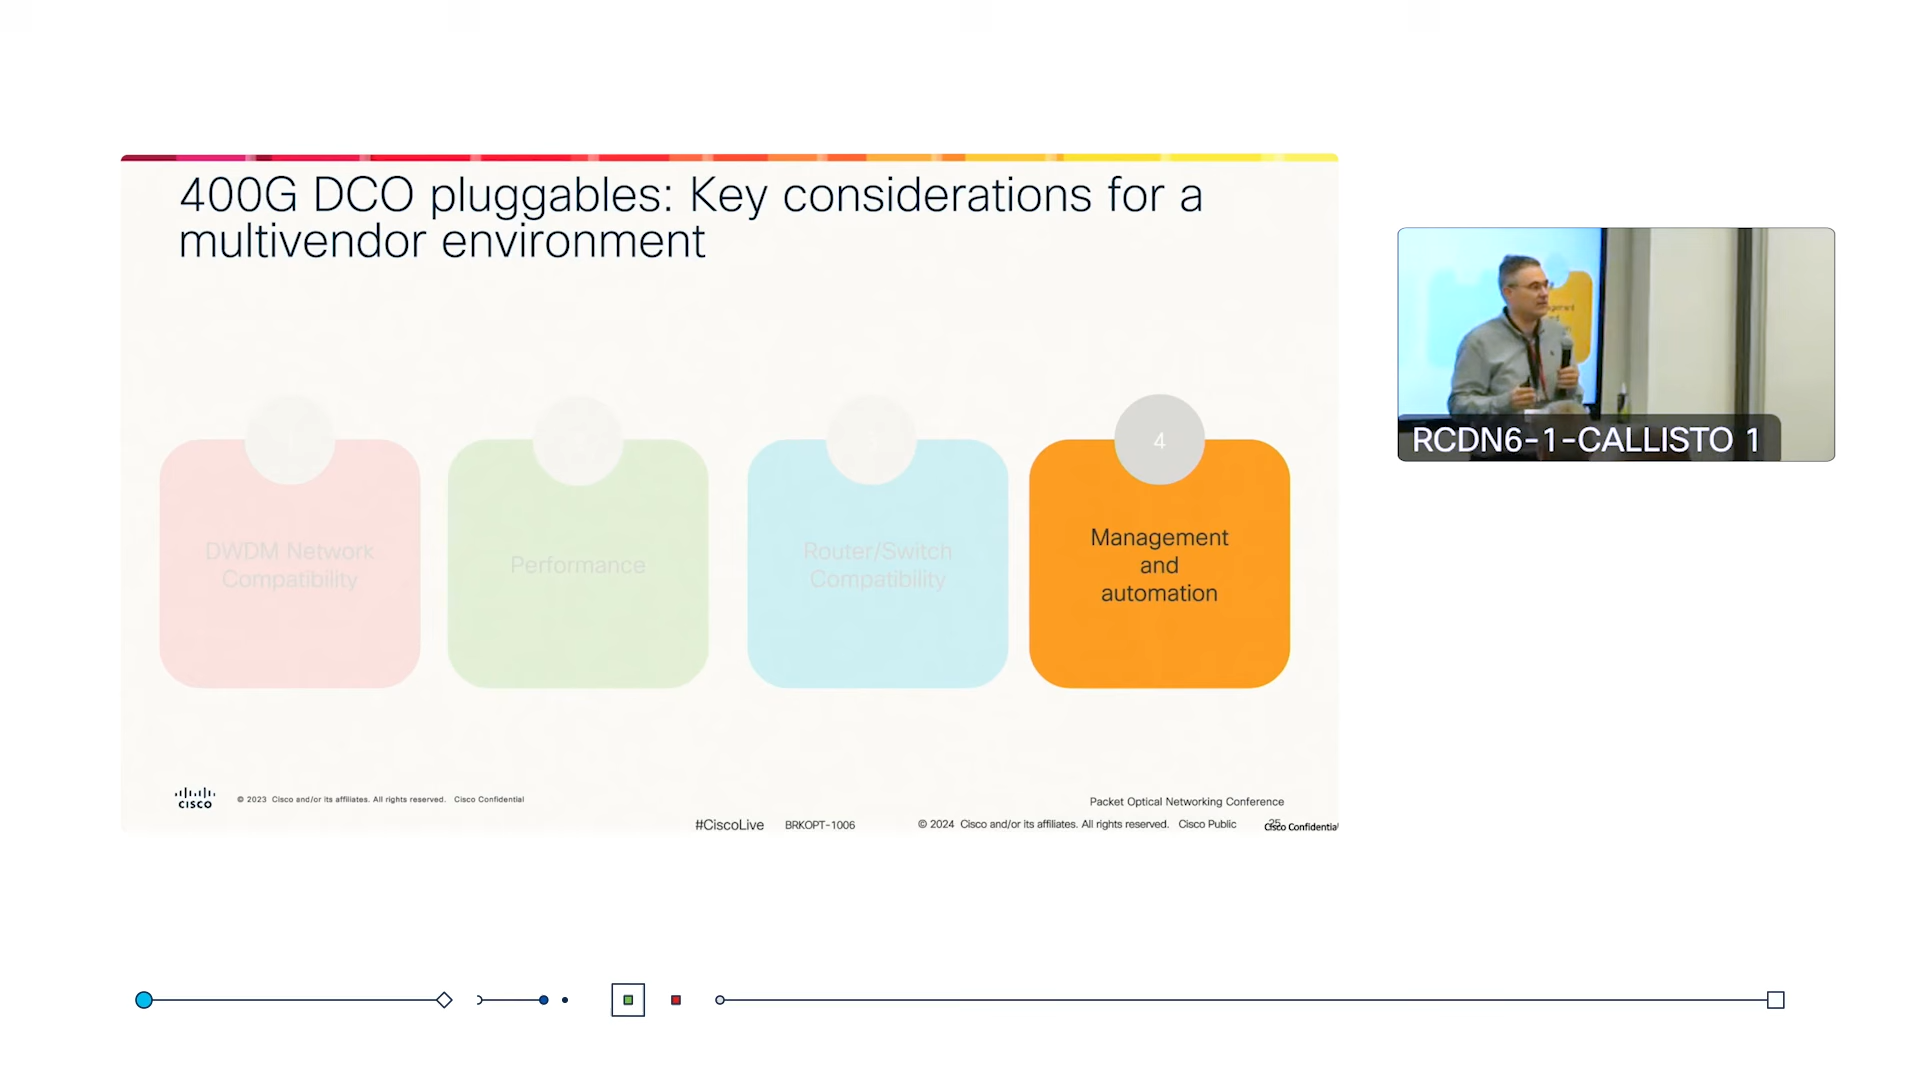 400G DCO pluggables: Key considerations for a
multivendor environment
DWDM Network
Compatibility
Performance
Router/Switch
Compatibility
4
Management
and
automation
CISCO
© 2023 Cisco and/or its affiliates. All rights reserved. Cisco Confidential
Packet Optical Networking Conference
#CiscoLive
BRKOPT-1006
© 2024 Cisco and/or its affiliates. All rights reserved. Cisco Public
25
Cisco Confidential
RCDN6-1-CALLISTO 1